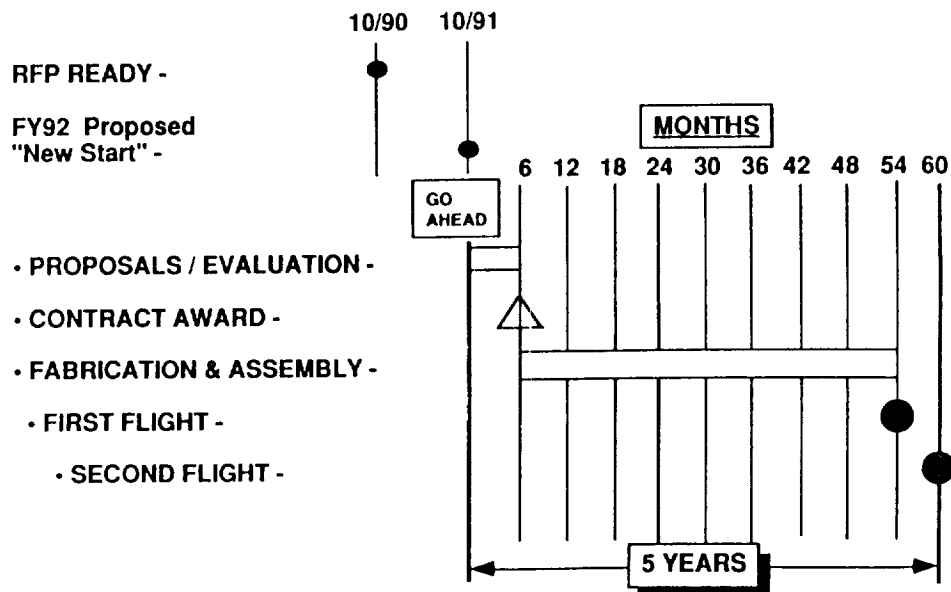 10/90 10/91
RFP READY -
FY92 Proposed
"New Start" -
MONTHS
6 12 18 24 30 36 42 48 54 60
GO
AHEAD
• PROPOSALS / EVALUATION -
• CONTRACT AWARD -
• FABRICATION & ASSEMBLY -
• FIRST FLIGHT -
• SECOND FLIGHT -
5 YEARS